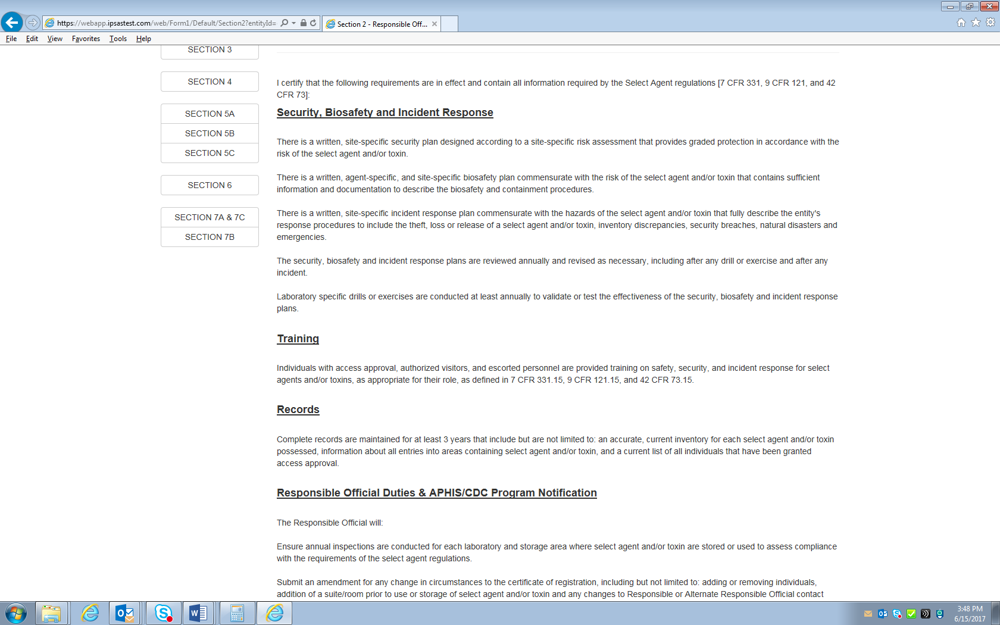 https://webapp.ipsastest.com/web/Form1/Default/Section2?entityId=
Section 2 - Responsible Off...
File Edit View Favorites Tools Help
SECTION 3
SECTION 4
SECTION 5A
SECTION 5B
SECTION 5C
SECTION 6
SECTION 7A & 7C
SECTION 7B
I certify that the following requirements are in effect and contain all information required by the Select Agent regulations [7 CFR 331, 9 CFR 121, and 42
CFR 73]:
Security, Biosafety and Incident Response
There is a written, site-specific security plan designed according to a site-specific risk assessment that provides graded protection in accordance with the
risk of the select agent and/or toxin.
There is a written, agent-specific, and site-specific biosafety plan commensurate with the risk of the select agent and/or toxin that contains sufficient
information and documentation to describe the biosafety and containment procedures.
There is a written, site-specific incident response plan commensurate with the hazards of the select agent and/or toxin that fully describe the entity's
response procedures to include the theft, loss or release of a select agent and/or toxin, inventory discrepancies, security breaches, natural disasters and
emergencies.
The security, biosafety and incident response plans are reviewed annually and revised as necessary, including after any drill or exercise and after any
incident.
Laboratory specific drills or exercises are conducted at least annually to validate or test the effectiveness of the security, biosafety and incident response
plans.
Training
Individuals with access approval, authorized visitors, and escorted personnel are provided training on safety, security, and incident response for select
agents and/or toxins, as appropriate for their role, as defined in 7 CFR 331.15, 9 CFR 121.15, and 42 CFR 73.15.
Records
Complete records are maintained for at least 3 years that include but are not limited to: an accurate, current inventory for each select agent and/or toxin
possessed, information about all entries into areas containing select agent and/or toxin, and a current list of all individuals that have been granted
access approval.
Responsible Official Duties & APHIS/CDC Program Notification
The Responsible Official will:
Ensure annual inspections are conducted for each laboratory and storage area where select agent and/or toxin are stored or used to assess compliance
with the requirements of the select agent regulations.
Submit an amendment for any change in circumstances to the certificate of registration, including but not limited to: adding or removing individuals,
addition of a suite/room prior to use or storage of select agent and/or toxin and any changes to Responsible or Alternate Responsible Official contact
3:48 PM
6/15/2017